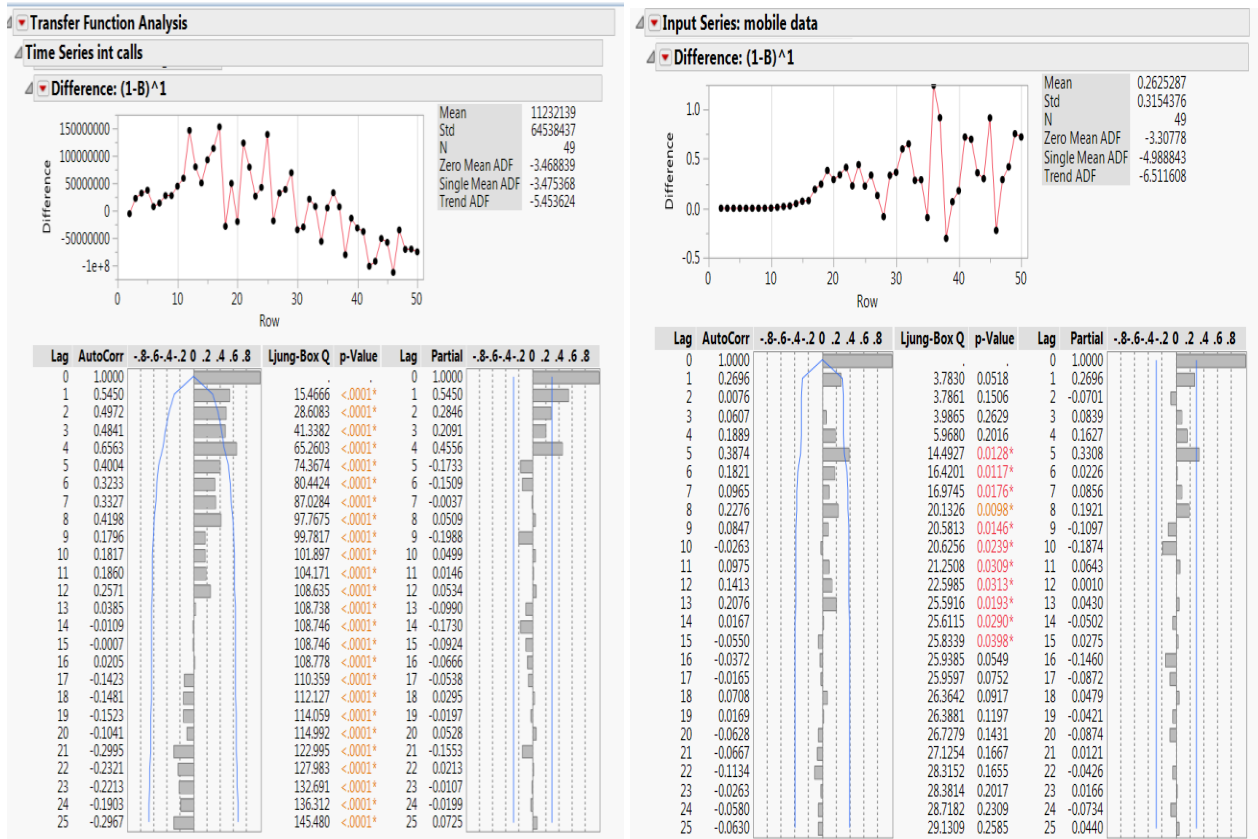 Transfer Function Analysis
Time Series int calls
Difference: (1-B)^1
Difference
150000000
100000000
50000000
0
-50000000
-1e+8
0 10 20 30 40 50
Row
Mean 11232139
Std 64538437
N 49
Zero Mean ADF -3.468839
Single Mean ADF -3.475368
Trend ADF -5.453624
Lag AutoCorr -.8-.6-.4-.2 0 .2 .4 .6 .8 Ljung-Box Q p-Value Lag Partial -.8-.6-.4-.2 0 .2 .4 .6 .8
0 1.0000 . . 0 1.0000
1 0.5450 15.4666 <.0001* 1 0.5450
2 0.4972 28.6083 <.0001* 2 0.2846
3 0.4841 41.3382 <.0001* 3 0.2091
4 0.6563 65.2603 <.0001* 4 0.4556
5 0.4004 74.3674 <.0001* 5 -0.1733
6 0.3233 80.4424 <.0001* 6 -0.1509
7 0.3327 87.0284 <.0001* 7 -0.0037
8 0.4198 97.7675 <.0001* 8 0.0509
9 0.1796 99.7817 <.0001* 9 -0.1988
10 0.1817 101.897 <.0001* 10 0.0499
11 0.1860 104.171 <.0001* 11 0.0146
12 0.2571 108.635 <.0001* 12 0.0534
13 0.0385 108.738 <.0001* 13 -0.0990
14 -0.0109 108.746 <.0001* 14 -0.1730
15 -0.0007 108.746 <.0001* 15 -0.0924
16 0.0205 108.778 <.0001* 16 -0.0666
17 -0.1423 110.359 <.0001* 17 -0.0538
18 -0.1481 112.127 <.0001* 18 0.0295
19 -0.1523 114.059 <.0001* 19 -0.0197
20 -0.1041 114.992 <.0001* 20 0.0528
21 -0.2995 122.995 <.0001* 21 -0.1553
22 -0.2321 127.983 <.0001* 22 0.0213
23 -0.2213 132.691 <.0001* 23 -0.0107
24 -0.1903 136.312 <.0001* 24 -0.0199
25 -0.2967 145.480 <.0001* 25 0.0725
Input Series: mobile data
Difference: (1-B)^1
Difference
1.0
0.5
0.0
-0.5
0 10 20 30 40 50
Row
Mean 0.2625287
Std 0.3154376
N 49
Zero Mean ADF -3.30778
Single Mean ADF -4.988843
Trend ADF -6.511608
Lag AutoCorr -.8-.6-.4-.2 0 .2 .4 .6 .8 Ljung-Box Q p-Value Lag Partial -.8-.6-.4-.2 0 .2 .4 .6 .8
0 1.0000 . . 0 1.0000
1 0.2696 3.7830 0.0518 1 0.2696
2 0.0076 3.7861 0.1506 2 -0.0701
3 0.0607 3.9865 0.2629 3 0.0839
4 0.1889 5.9680 0.2016 4 0.1627
5 0.3874 14.4927 0.0128* 5 0.3308
6 0.1821 16.4201 0.0117* 6 0.0226
7 0.0965 16.9745 0.0176* 7 0.0856
8 0.2276 20.1326 0.0098* 8 0.1921
9 0.0847 20.5813 0.0146* 9 -0.1097
10 -0.0263 20.6256 0.0239* 10 -0.1874
11 0.0975 21.2508 0.0309* 11 0.0643
12 0.1413 22.5985 0.0313* 12 0.0010
13 0.2076 25.5916 0.0193* 13 0.0430
14 0.0167 25.6115 0.0290* 14 -0.0502
15 -0.0550 25.8339 0.0398* 15 0.0275
16 -0.0372 25.9385 0.0549 16 -0.1460
17 -0.0165 25.9597 0.0752 17 -0.0872
18 0.0708 26.3642 0.0917 18 0.0479
19 0.0169 26.3881 0.1197 19 -0.0421
20 -0.0628 26.7279 0.1431 20 -0.0874
21 -0.0667 27.1254 0.1667 21 0.0121
22 -0.1134 28.3152 0.1655 22 -0.0426
23 -0.0263 28.3814 0.2017 23 0.0166
24 -0.0580 28.7182 0.2309 24 -0.0734
25 -0.0630 29.1309 0.2585 25 0.0440